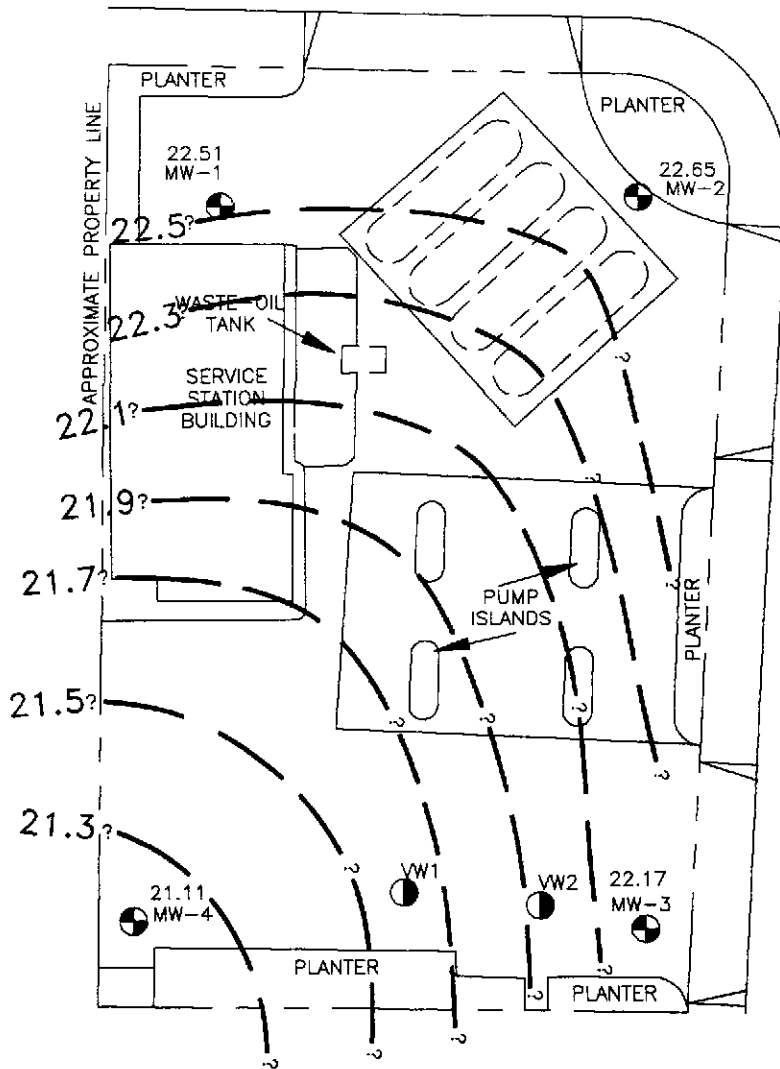 PLANTER
PLANTER
APPROXIMATE PROPERTY LINE
22.51
MW-1
22.65
MW-2
22.5?
22.3?
WASTE OIL
TANK
SERVICE
STATION
BUILDING
22.1?
21.9?
21.7?
PUMP
ISLANDS
PLANTER
21.5?
21.3?
VW1
VW2
22.17
MW-3
21.11
MW-4
PLANTER
PLANTER
?
?
?
?
?
?
?
?
?
?
?
?
?